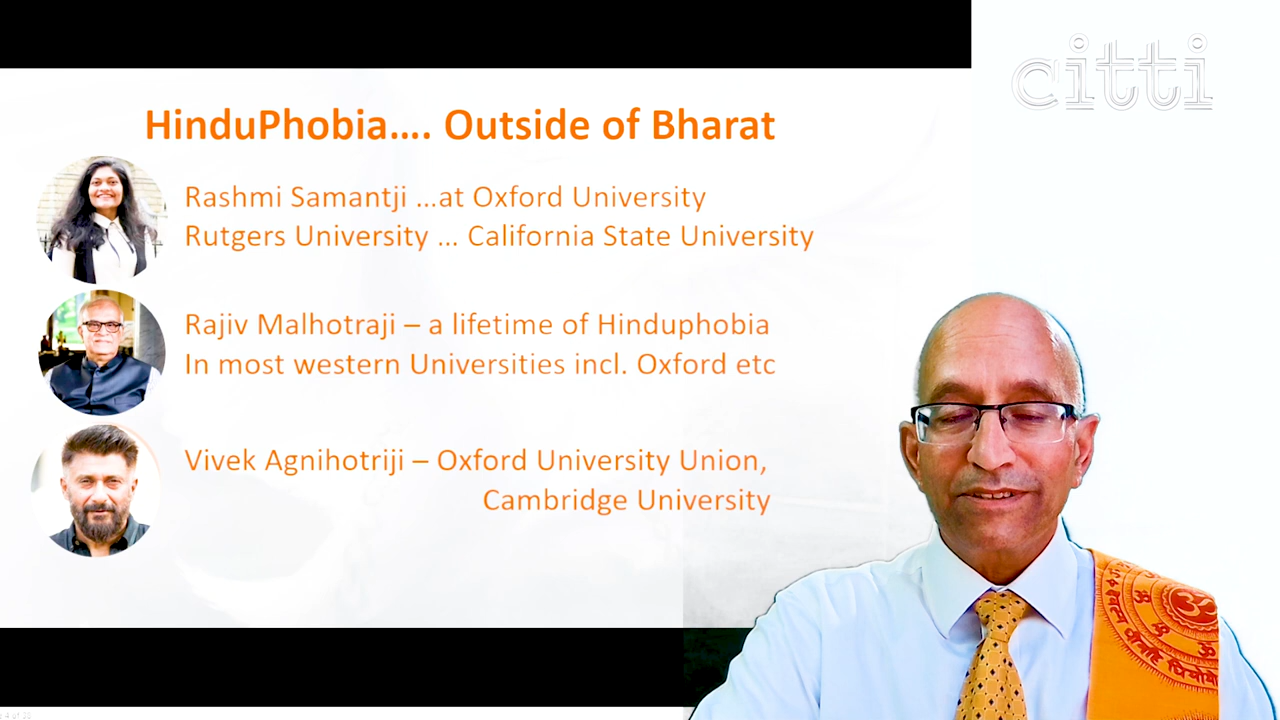 citti
HinduPhobia.... Outside of Bharat
Rashmi Samantji ...at Oxford University
Rutgers University ... California State University
Rajiv Malhotraji – a lifetime of Hinduphobia
In most western Universities incl. Oxford etc
Vivek Agnihotriji – Oxford University Union,
Cambridge University
ॐ